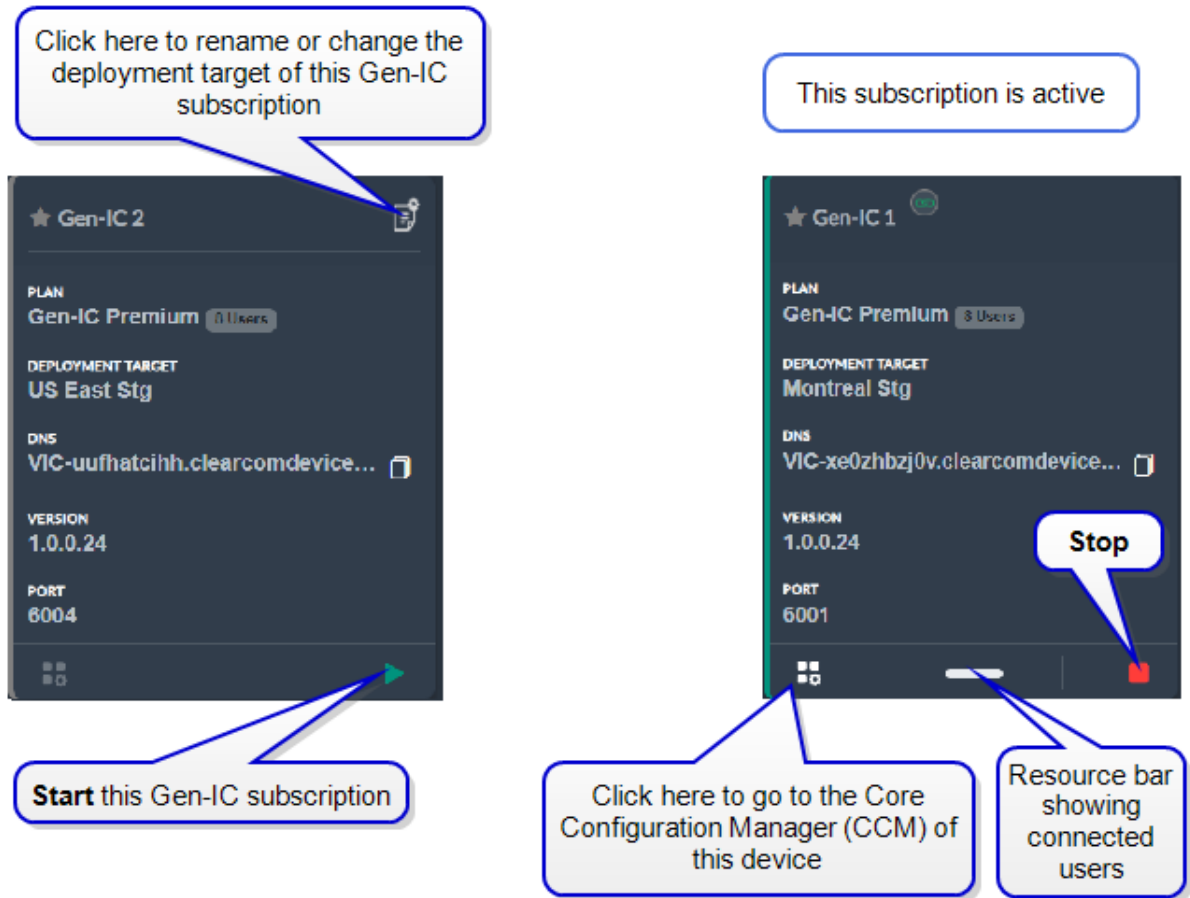 Click here to rename or change the
deployment target of this Gen-IC
subscription
This subscription is active
Gen-IC 2
PLAN
Gen-IC Premium
DEPLOYMENT TARGET
US East Stg
DNS
VIC-uufhatcihh.clearcomdevice...
VERSION
1.0.0.24
PORT
6004
Start this Gen-IC subscription
Gen-IC 1
PLAN
Gen-IC Premium 8 Users
DEPLOYMENT TARGET
Montreal Stg
DNS
VIC-xe0zhbzj0v.clearcomdevice...
VERSION
1.0.0.24
Stop
PORT
6001
Click here to go to the Core
Configuration Manager (CCM) of
this device
Resource bar
showing
connected
users